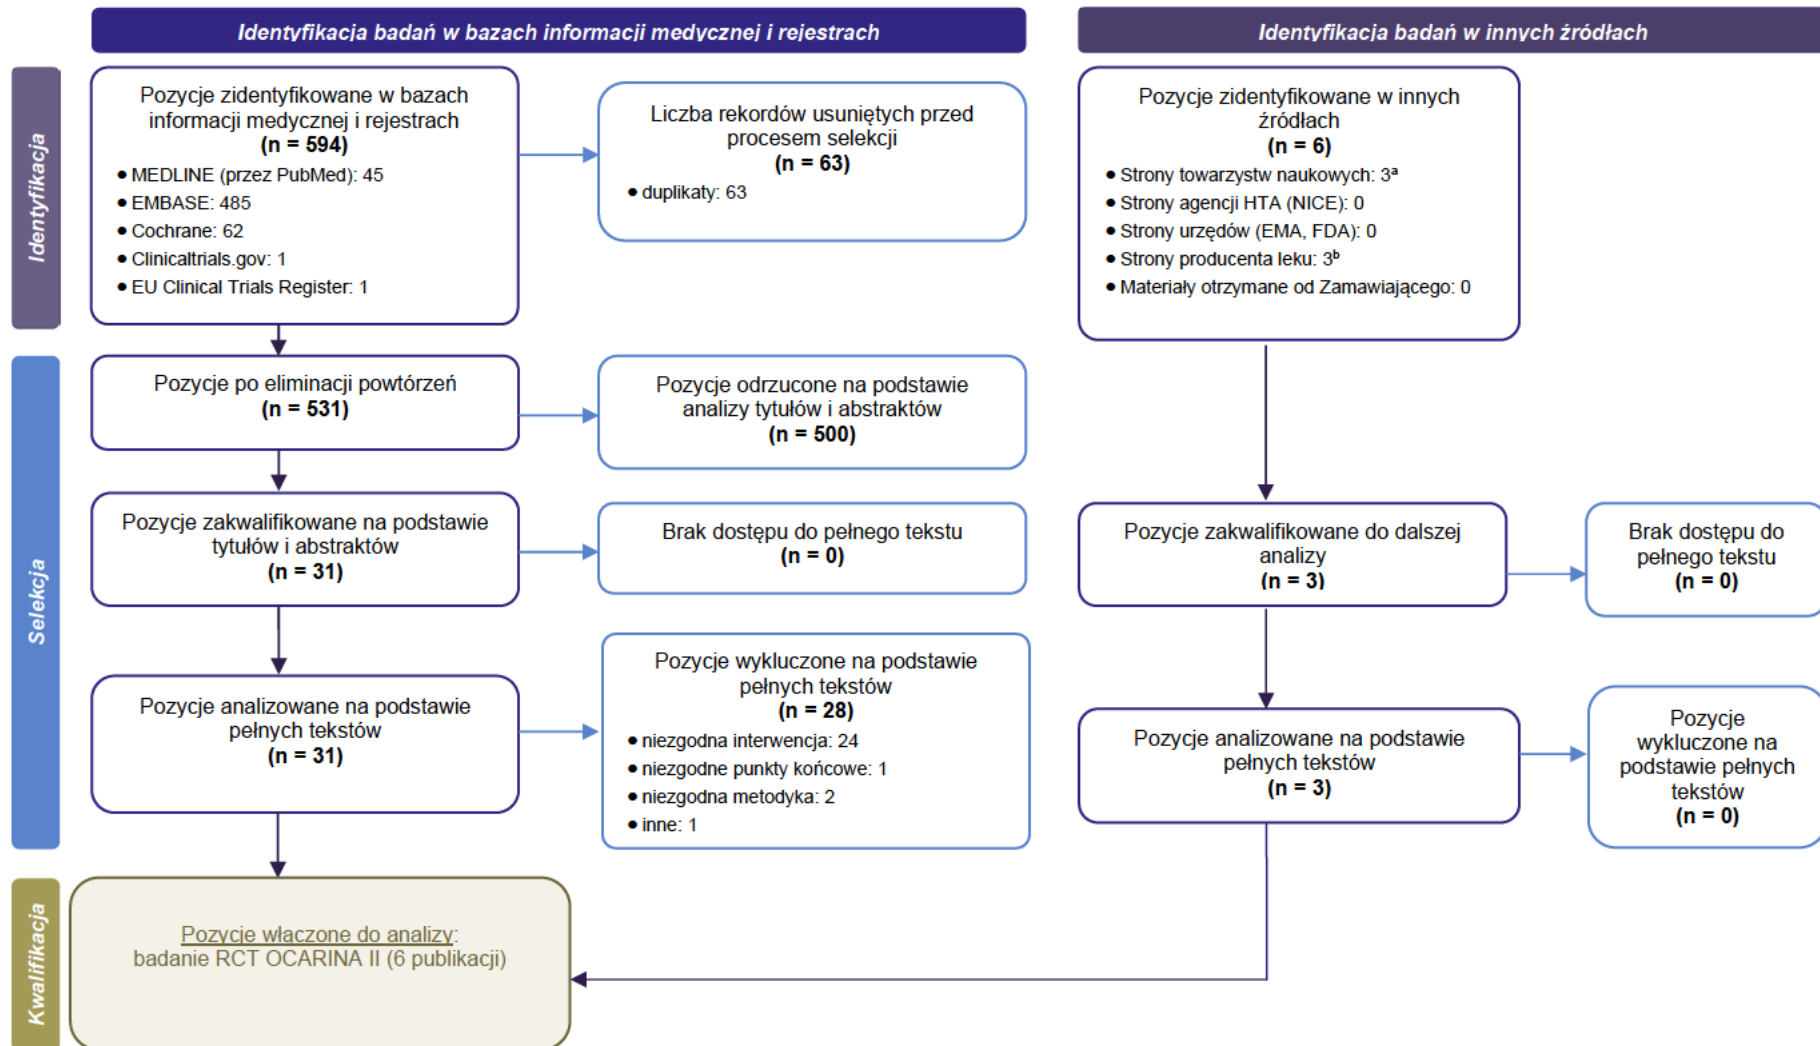 Identyfikacja badań w bazach informacji medycznej i rejestrach
Identyfikacja badań w innych źródłach
Identyfikacja
Pozycje zidentyfikowane w bazach
informacji medycznej i rejestrach
(n = 594)
• MEDLINE (przez PubMed): 45
• EMBASE: 485
• Cochrane: 62
• Clinicaltrials.gov: 1
• EU Clinical Trials Register: 1
Liczba rekordów usuniętych przed
procesem selekcji
(n = 63)
• duplikaty: 63
Pozycje zidentyfikowane w innych
źródłach
(n = 6)
• Strony towarzystw naukowych: 3ᵃ
• Strony agencji HTA (NICE): 0
• Strony urzędów (EMA, FDA): 0
• Strony producenta leku: 3ᵇ
• Materiały otrzymane od Zamawiającego: 0
Selekcja
Pozycje po eliminacji powtórzeń
(n = 531)
Pozycje odrzucone na podstawie
analizy tytułów i abstraktów
(n = 500)
Pozycje zakwalifikowane na podstawie
tytułów i abstraktów
(n = 31)
Brak dostępu do pełnego tekstu
(n = 0)
Pozycje zakwalifikowane do dalszej
analizy
(n = 3)
Brak dostępu do
pełnego tekstu
(n = 0)
Pozycje analizowane na podstawie
pełnych tekstów
(n = 31)
Pozycje wykluczone na podstawie
pełnych tekstów
(n = 28)
• niezgodna interwencja: 24
• niezgodne punkty końcowe: 1
• niezgodna metodyka: 2
• inne: 1
Pozycje analizowane na podstawie
pełnych tekstów
(n = 3)
Pozycje
wykluczone na
podstawie pełnych
tekstów
(n = 0)
Kwalifikacja
Pozycje włączone do analizy:
badanie RCT OCARINA II (6 publikacji)